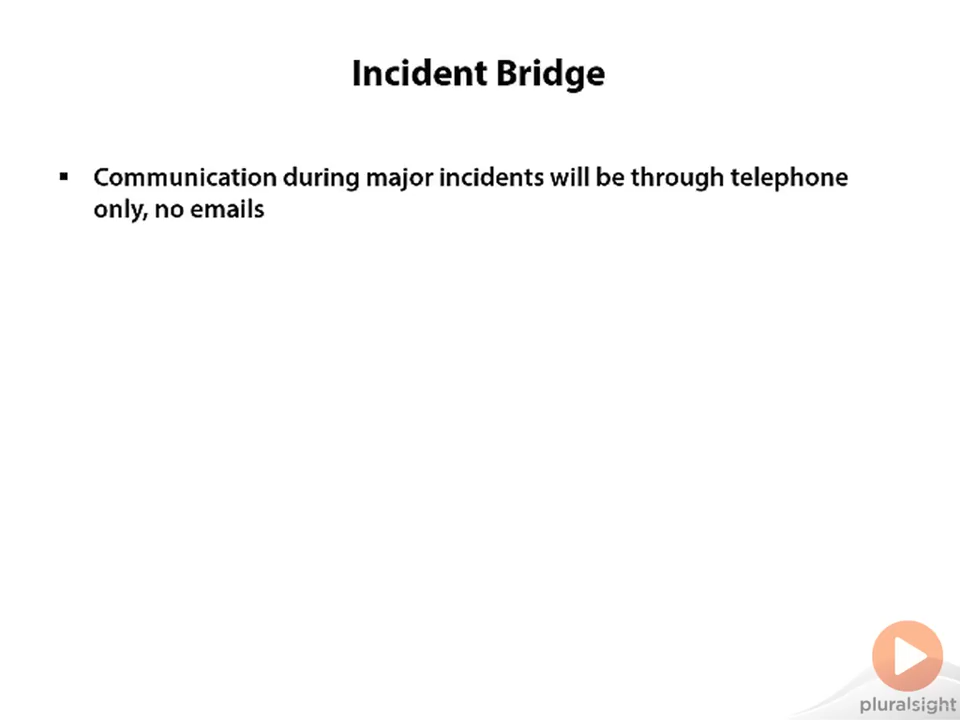 Incident Bridge
▪ Communication during major incidents will be through telephone
only, no emails
pluralsight